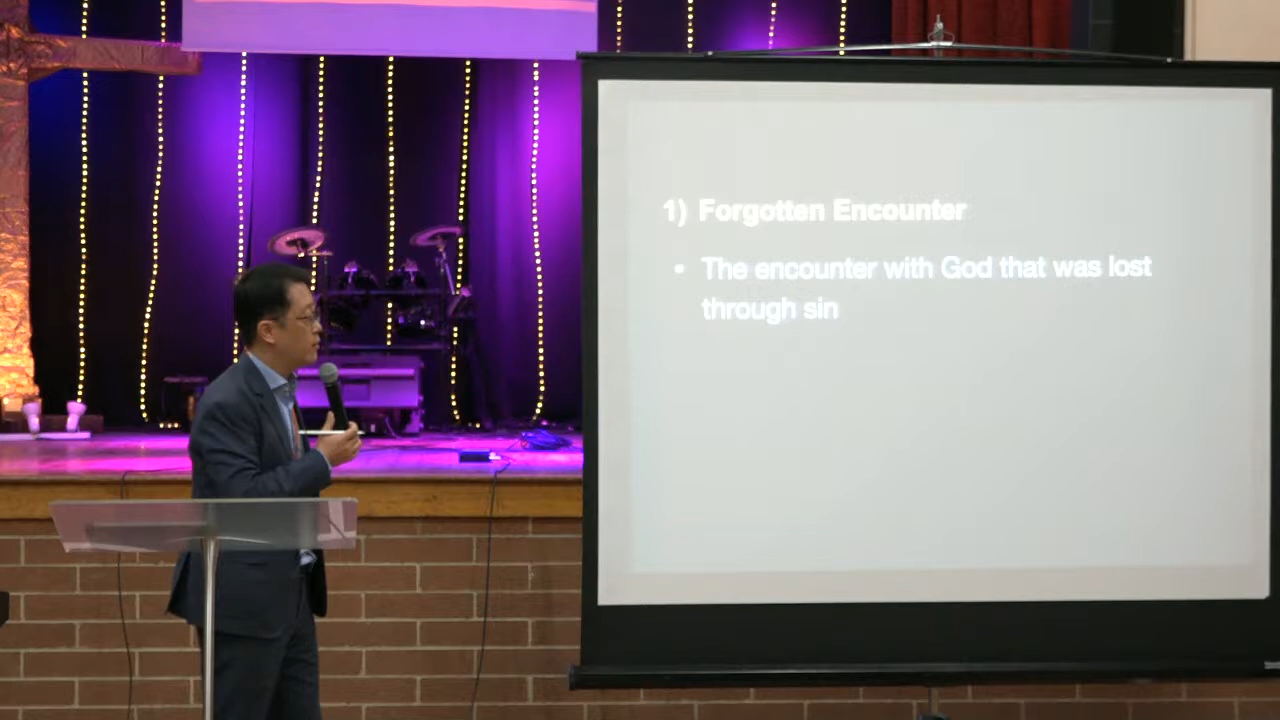 1) Forgotten Encounter
• The encounter with God that was lost
through sin